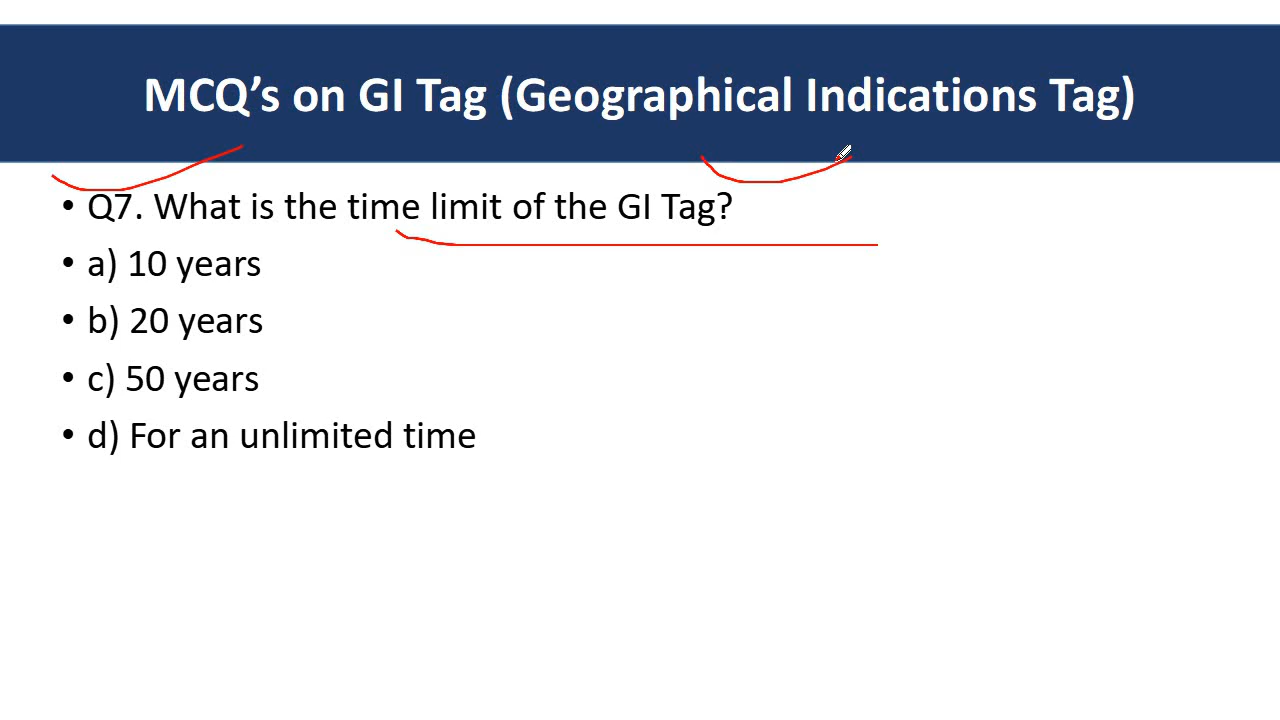 MCQ’s on GI Tag (Geographical Indications Tag)
• Q7. What is the time limit of the GI Tag?
• a) 10 years
• b) 20 years
• c) 50 years
• d) For an unlimited time